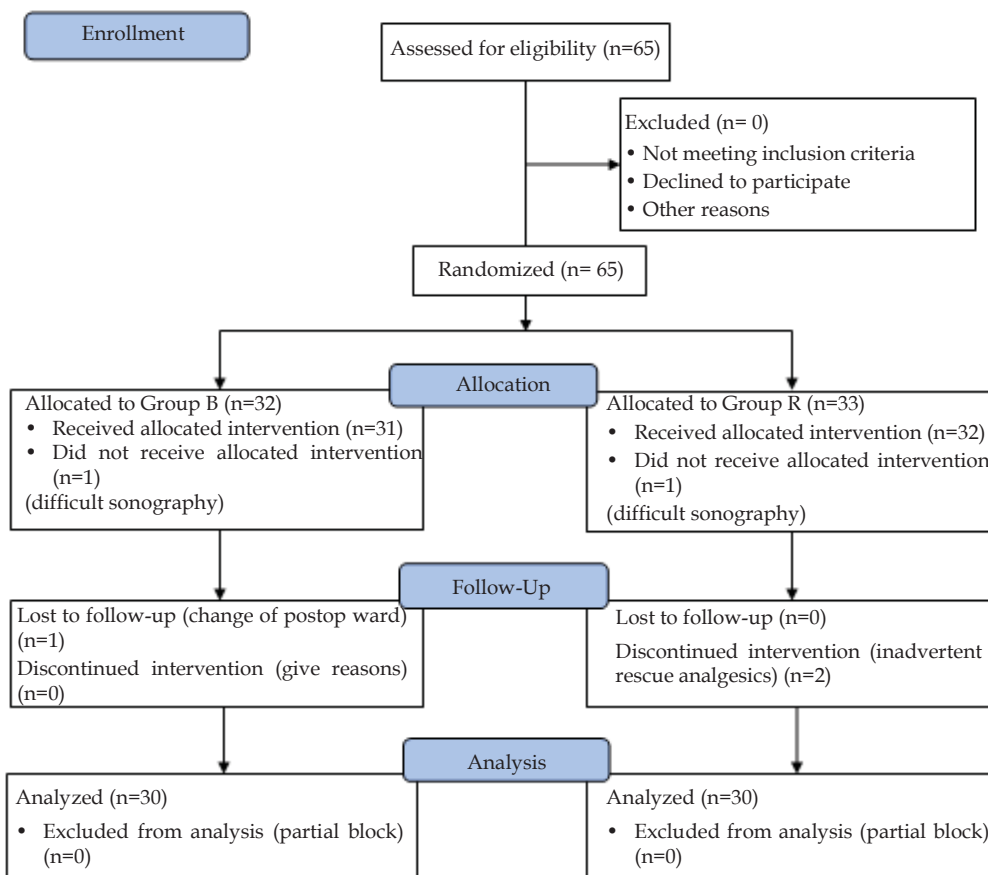 Enrollment
Assessed for eligibility (n=65)
Excluded (n= 0)
• Not meeting inclusion criteria
• Declined to participate
• Other reasons
Randomized (n= 65)
Allocation
Allocated to Group B (n=32)
• Received allocated intervention (n=31)
• Did not receive allocated intervention
(n=1)
(difficult sonography)
Allocated to Group R (n=33)
• Received allocated intervention (n=32)
• Did not receive allocated intervention
(n=1)
(difficult sonography)
Follow-Up
Lost to follow-up (change of postop ward)
(n=1)
Discontinued intervention (give reasons)
(n=0)
Lost to follow-up (n=0)
Discontinued intervention (inadvertent
rescue analgesics) (n=2)
Analysis
Analyzed (n=30)
• Excluded from analysis (partial block)
(n=0)
Analyzed (n=30)
• Excluded from analysis (partial block)
(n=0)